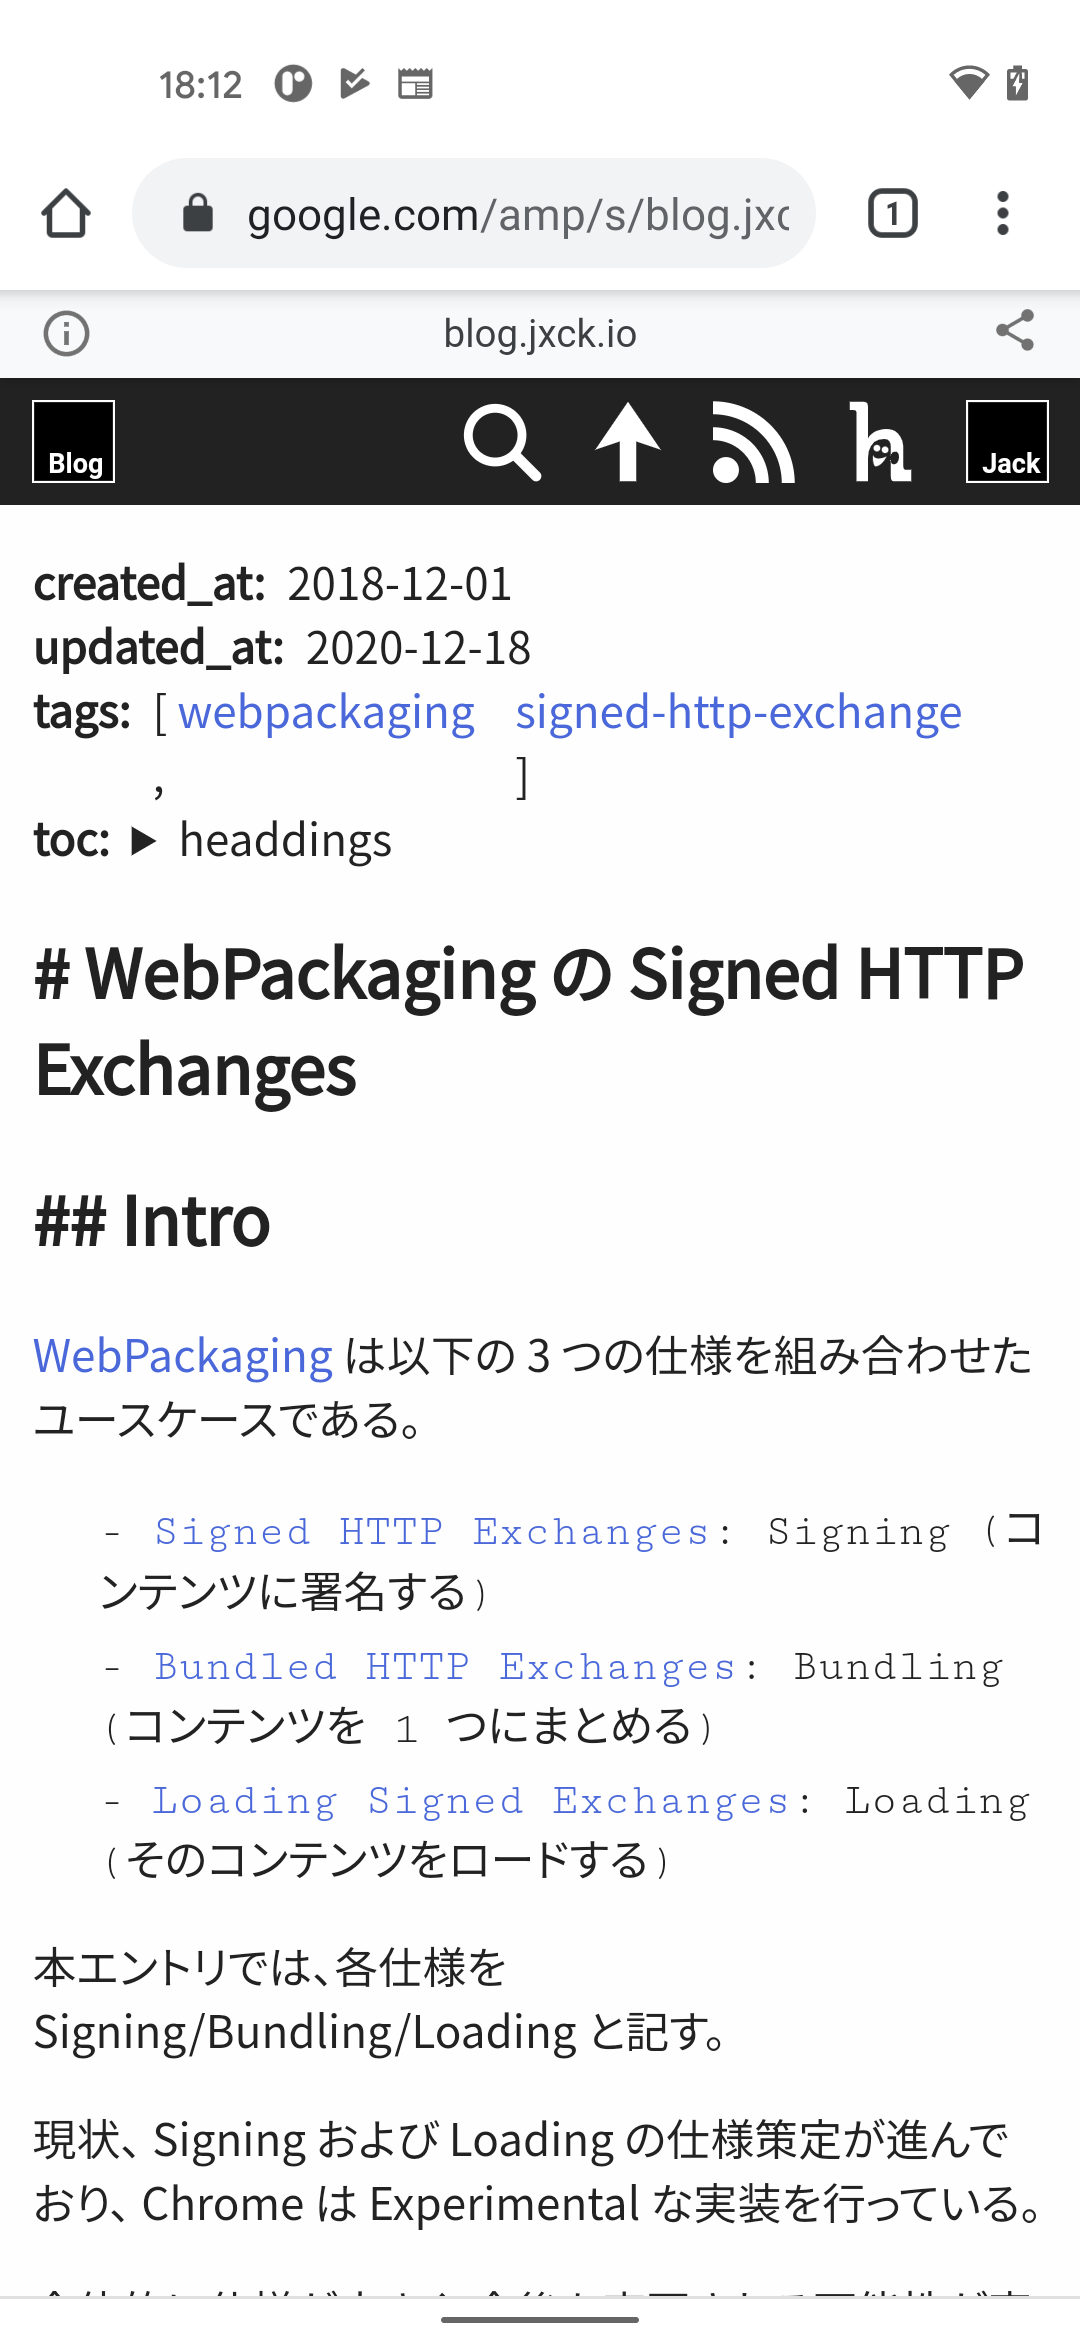 18:12
google.com/amp/s/blog.jxc
1
blog.jxck.io
Blog
Jack
created_at: 2018-12-01
updated_at: 2020-12-18
tags: [ webpackaging signed-http-exchange
, ]
toc: ▶ headdings
# WebPackaging の Signed HTTP
Exchanges
## Intro
WebPackaging は以下の 3 つの仕様を組み合わせた
ユースケースである。
- Signed HTTP Exchanges: Signing (コ
ンテンツに署名する)
- Bundled HTTP Exchanges: Bundling
(コンテンツを 1 つにまとめる)
- Loading Signed Exchanges: Loading
(そのコンテンツをロードする)
本エントリでは、各仕様を
Signing/Bundling/Loading と記す。
現状、Signing および Loading の仕様策定が進んで
おり、Chrome は Experimental な実装を行っている。